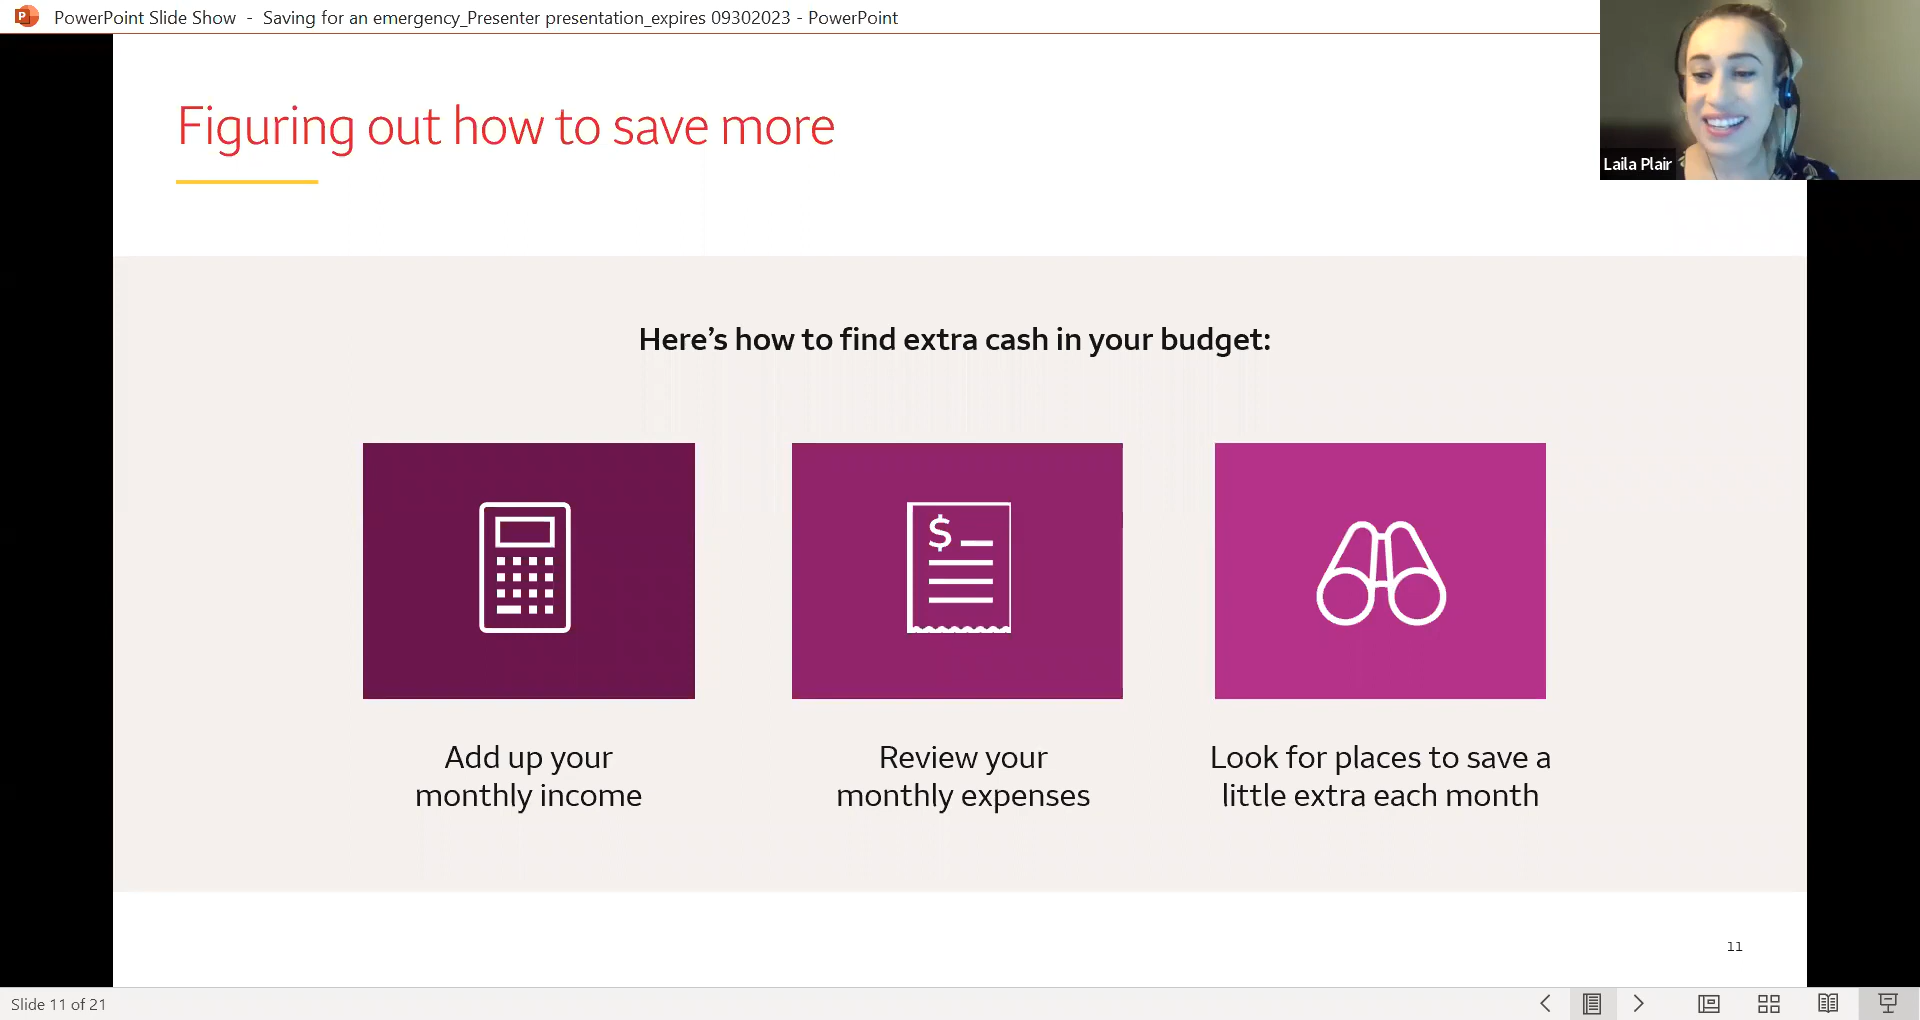 PowerPoint Slide Show - Saving for an emergency_Presenter presentation_expires 09302023 - PowerPoint
Laila Plair
Figuring out how to save more
Here’s how to find extra cash in your budget:
$
Add up your
monthly income
Review your
monthly expenses
Look for places to save a
little extra each month
11
Slide 11 of 21